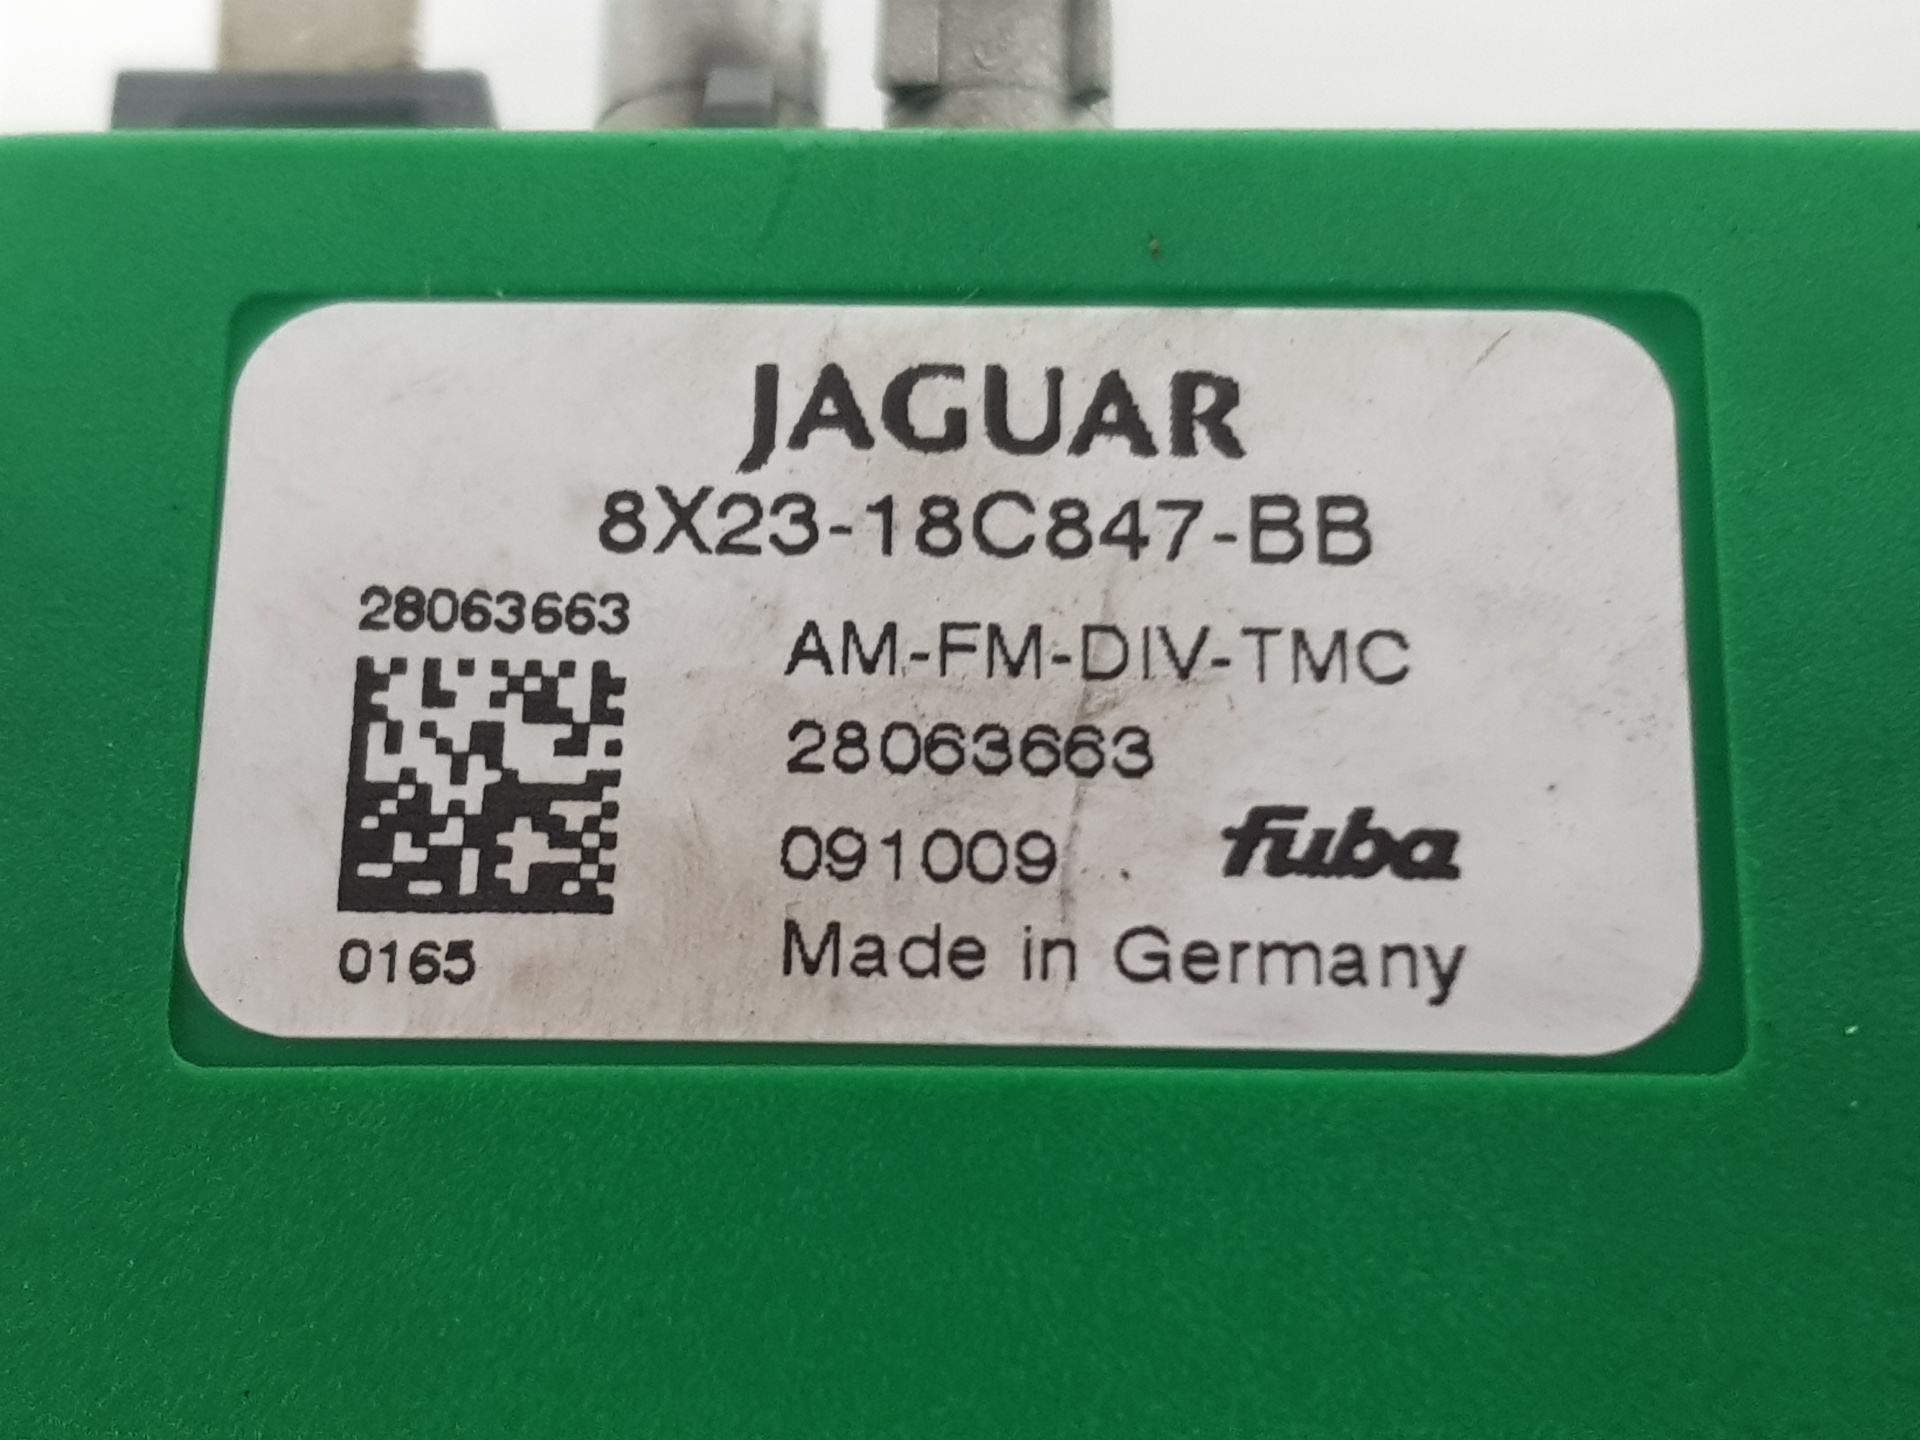 JAGUAR
8X23-18C847-BB
28063663
AM-FM-DIV-TMC
28063663
091009
fuba
Made in Germany
0165